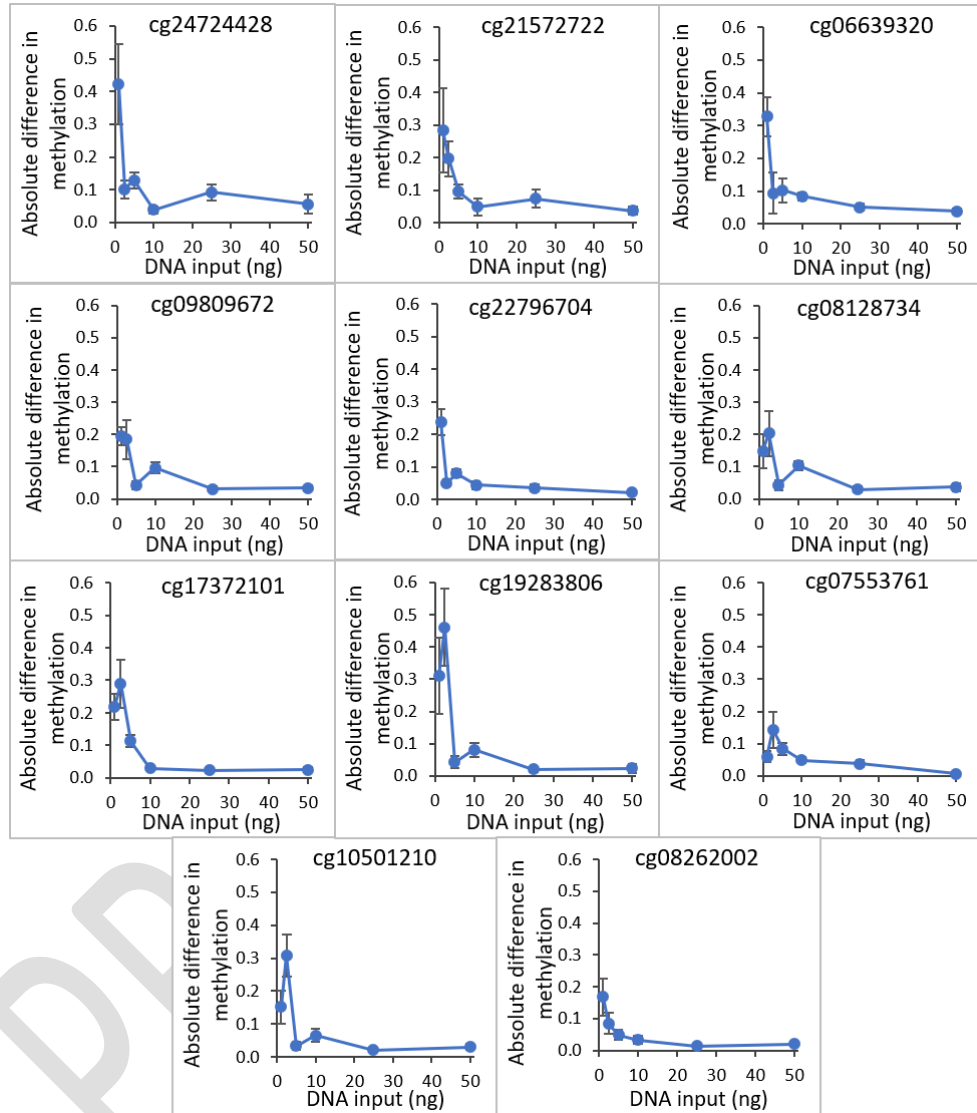 cg24724428
Absolute difference in
methylation
0.6
0.5
0.4
0.3
0.2
0.1
0.0
0 10 20 30 40 50
DNA input (ng)
cg21572722
Absolute difference in
methylation
0.6
0.5
0.4
0.3
0.2
0.1
0.0
0 10 20 30 40 50
DNA input (ng)
cg06639320
Absolute difference in
methylation
0.6
0.5
0.4
0.3
0.2
0.1
0.0
0 10 20 30 40 50
DNA input (ng)
cg09809672
Absolute difference in
methylation
0.6
0.5
0.4
0.3
0.2
0.1
0.0
0 10 20 30 40 50
DNA input (ng)
cg22796704
Absolute difference in
methylation
0.6
0.5
0.4
0.3
0.2
0.1
0.0
0 10 20 30 40 50
DNA input (ng)
cg08128734
Absolute difference in
methylation
0.6
0.5
0.4
0.3
0.2
0.1
0.0
0 10 20 30 40 50
DNA input (ng)
cg17372101
Absolute difference in
methylation
0.6
0.5
0.4
0.3
0.2
0.1
0.0
0 10 20 30 40 50
DNA input (ng)
cg19283806
Absolute difference in
methylation
0.6
0.5
0.4
0.3
0.2
0.1
0.0
0 10 20 30 40 50
DNA input (ng)
cg07553761
Absolute difference in
methylation
0.6
0.5
0.4
0.3
0.2
0.1
0.0
0 10 20 30 40 50
DNA input (ng)
cg10501210
Absolute difference in
methylation
0.6
0.5
0.4
0.3
0.2
0.1
0.0
0 10 20 30 40 50
DNA input (ng)
cg08262002
Absolute difference in
methylation
0.6
0.5
0.4
0.3
0.2
0.1
0.0
0 10 20 30 40 50
DNA input (ng)